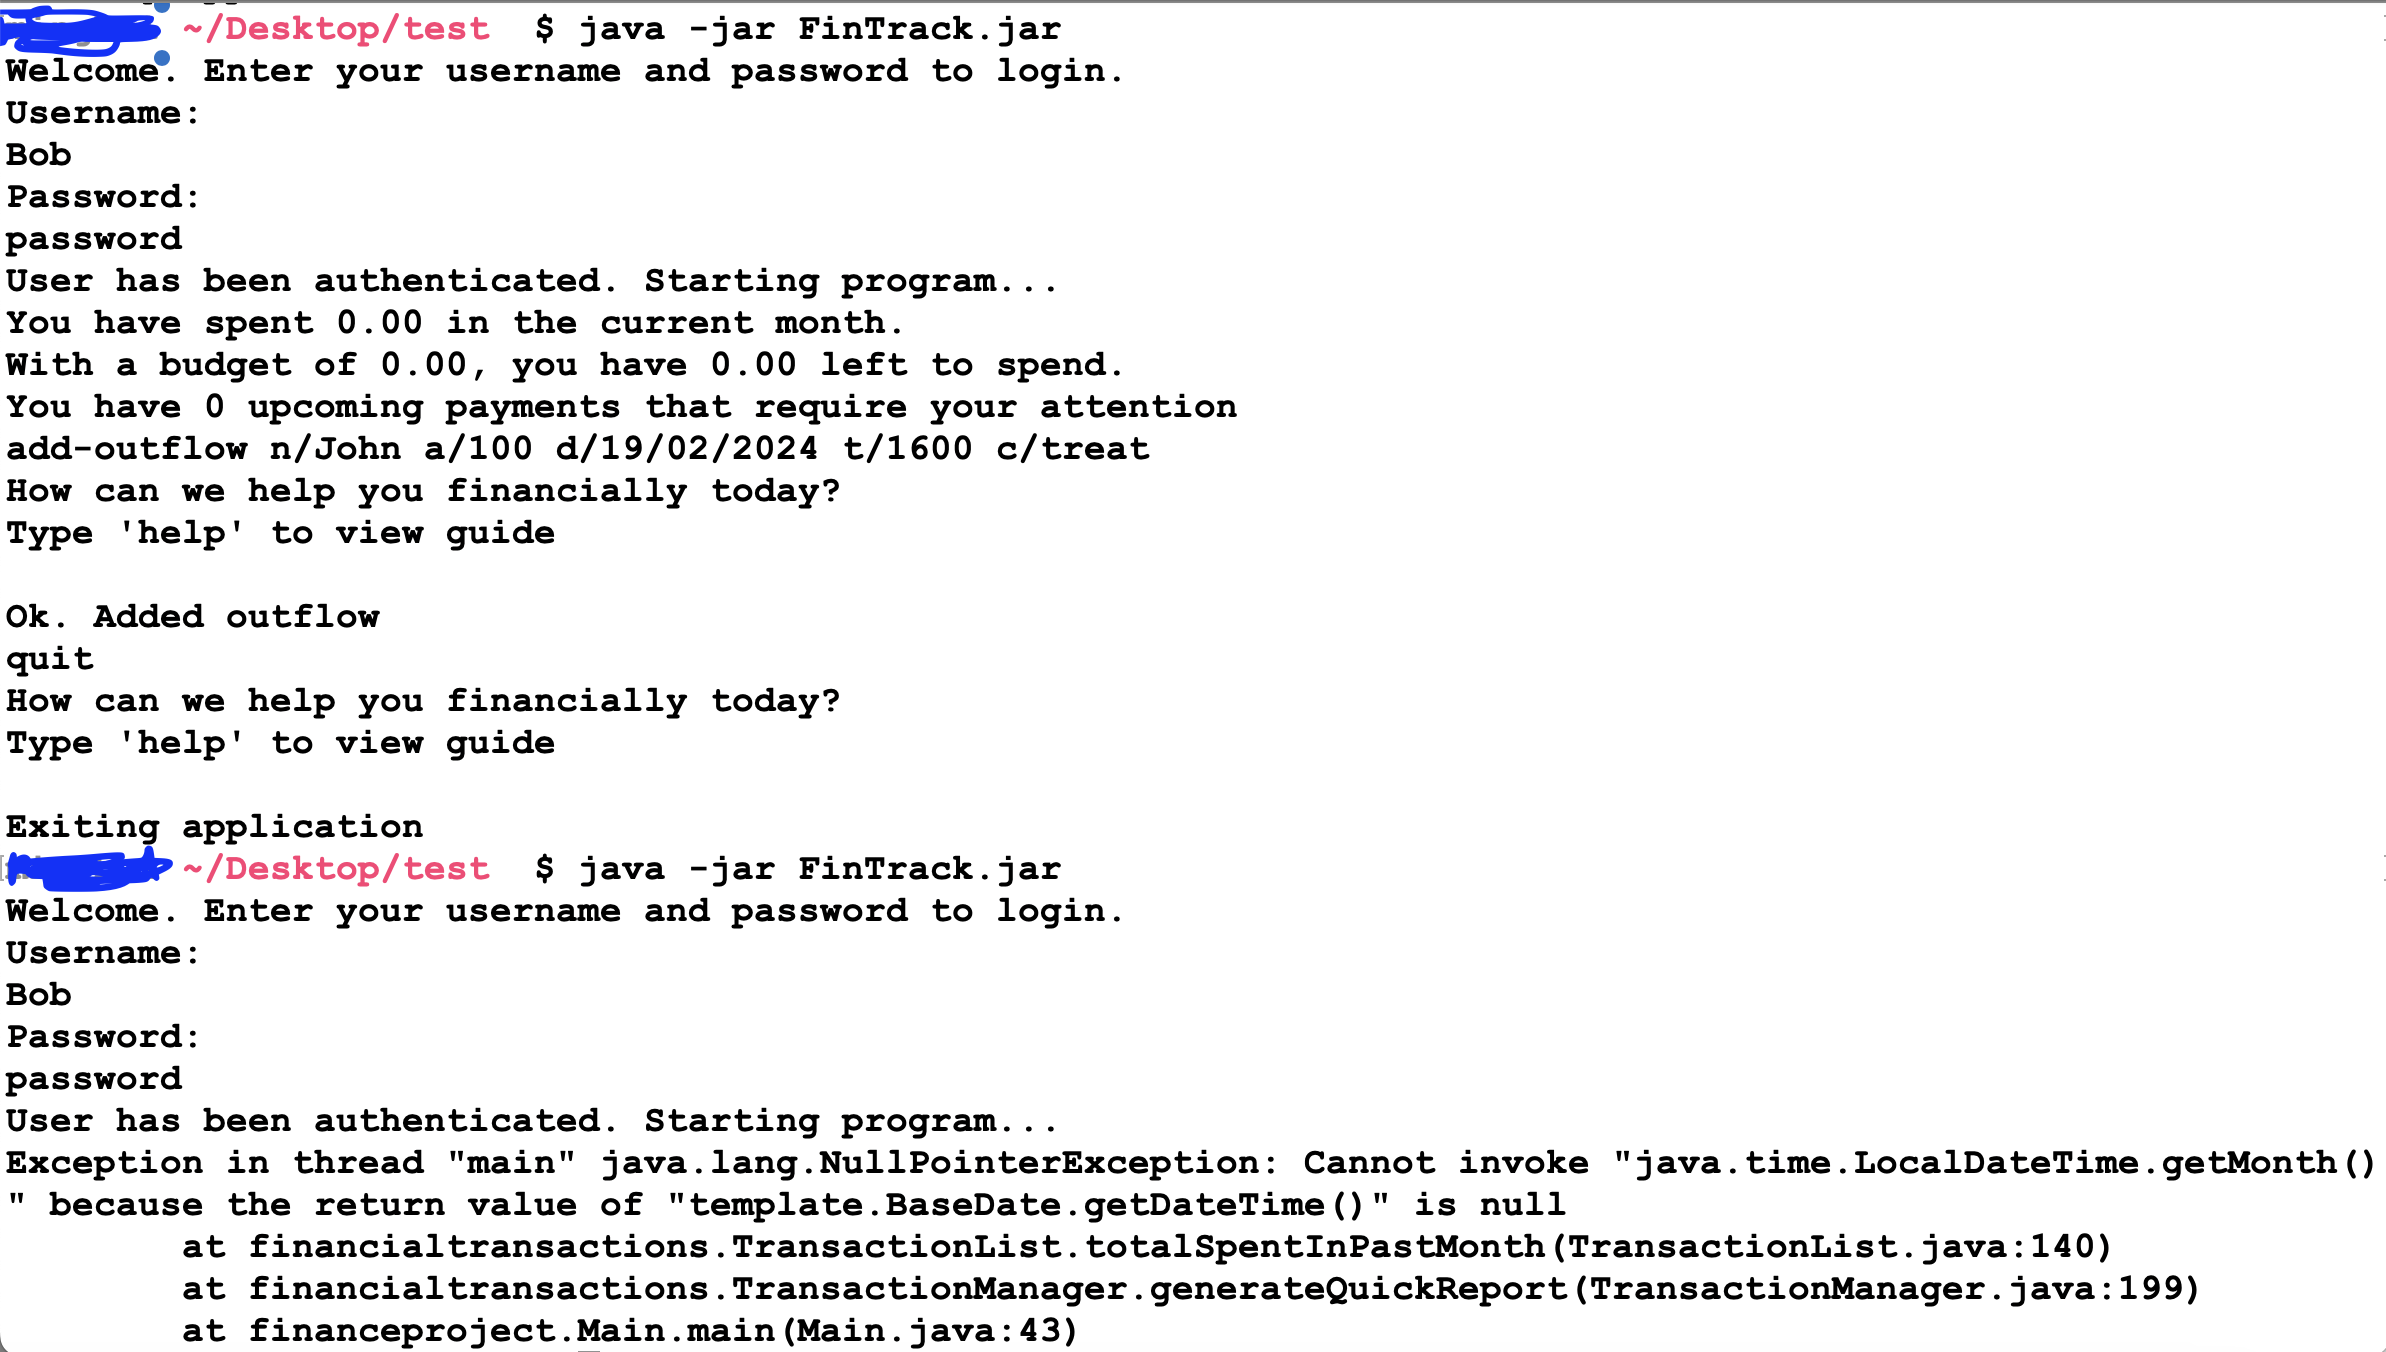 ~/Desktop/test $ java -jar FinTrack.jar
Welcome. Enter your username and password to login.
Username:
Bob
Password:
password
User has been authenticated. Starting program...
You have spent 0.00 in the current month.
With a budget of 0.00, you have 0.00 left to spend.
You have 0 upcoming payments that require your attention
add-outflow n/John a/100 d/19/02/2024 t/1600 c/treat
How can we help you financially today?
Type 'help' to view guide
Ok. Added outflow
quit
How can we help you financially today?
Type 'help' to view guide
Exiting application
~/Desktop/test $ java -jar FinTrack.jar
Welcome. Enter your username and password to login.
Username:
Bob
Password:
password
User has been authenticated. Starting program...
Exception in thread "main" java.lang.NullPointerException: Cannot invoke "java.time.LocalDateTime.getMonth()
" because the return value of "template.BaseDate.getDateTime()" is null
at financialtransactions.TransactionList.totalSpentInPastMonth(TransactionList.java:140)
at financialtransactions.TransactionManager.generateQuickReport(TransactionManager.java:199)
at financeproject.Main.main(Main.java:43)